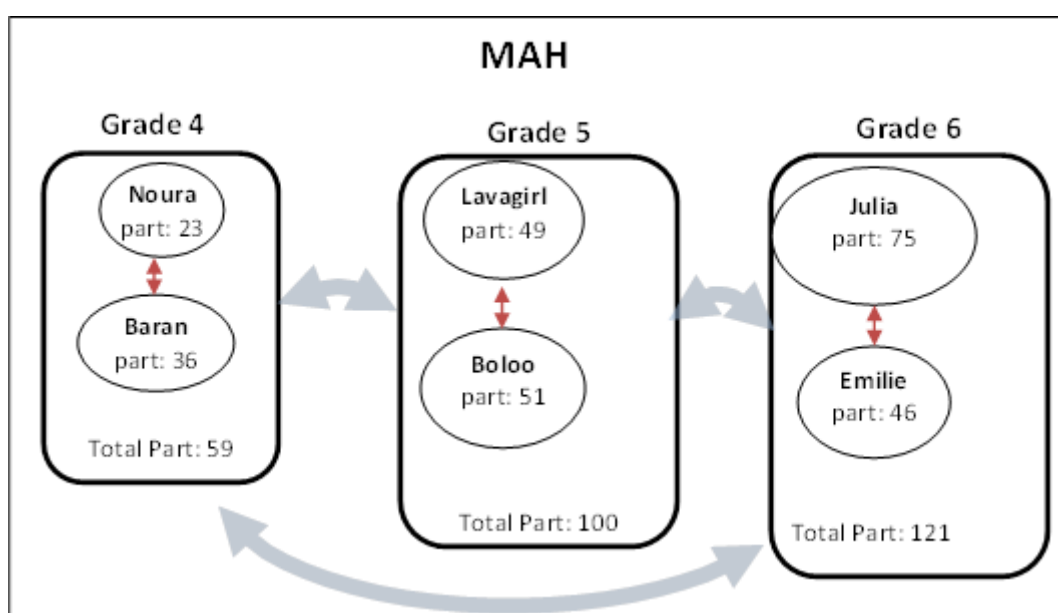 MAH
Grade 4
Noura
part: 23
Baran
part: 36
Total Part: 59
Grade 5
Lavagirl
part: 49
Boloo
part: 51
Total Part: 100
Grade 6
Julia
part: 75
Emilie
part: 46
Total Part: 121